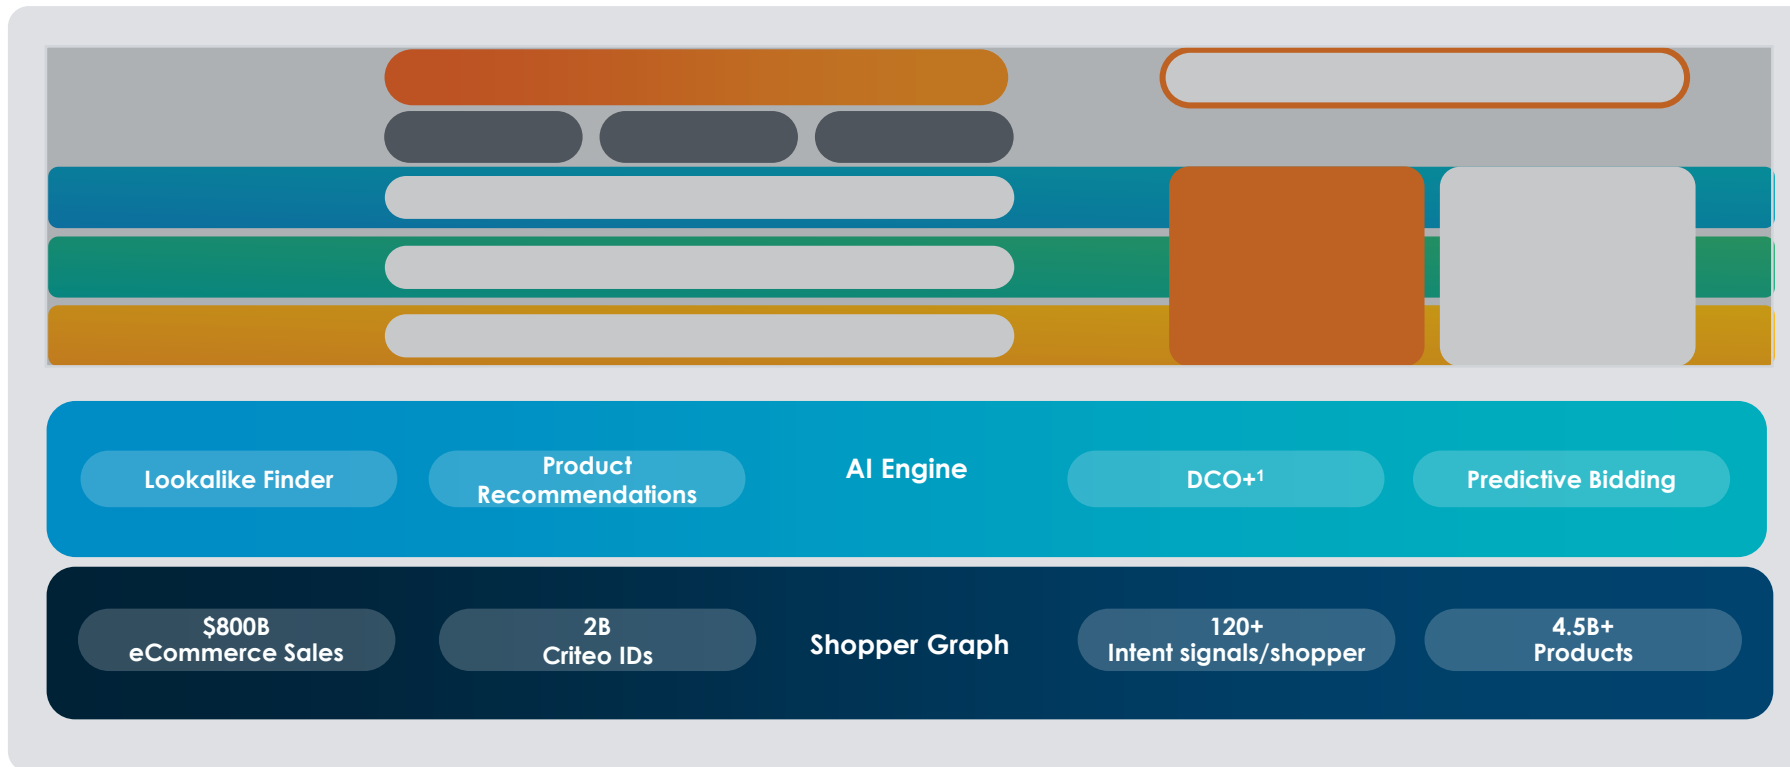 Lookalike Finder
Product
Recommendations
AI Engine
DCO+¹
Predictive Bidding
$800B
eCommerce Sales
2B
Criteo IDs
Shopper Graph
120+
Intent signals/shopper
4.5B+
Products